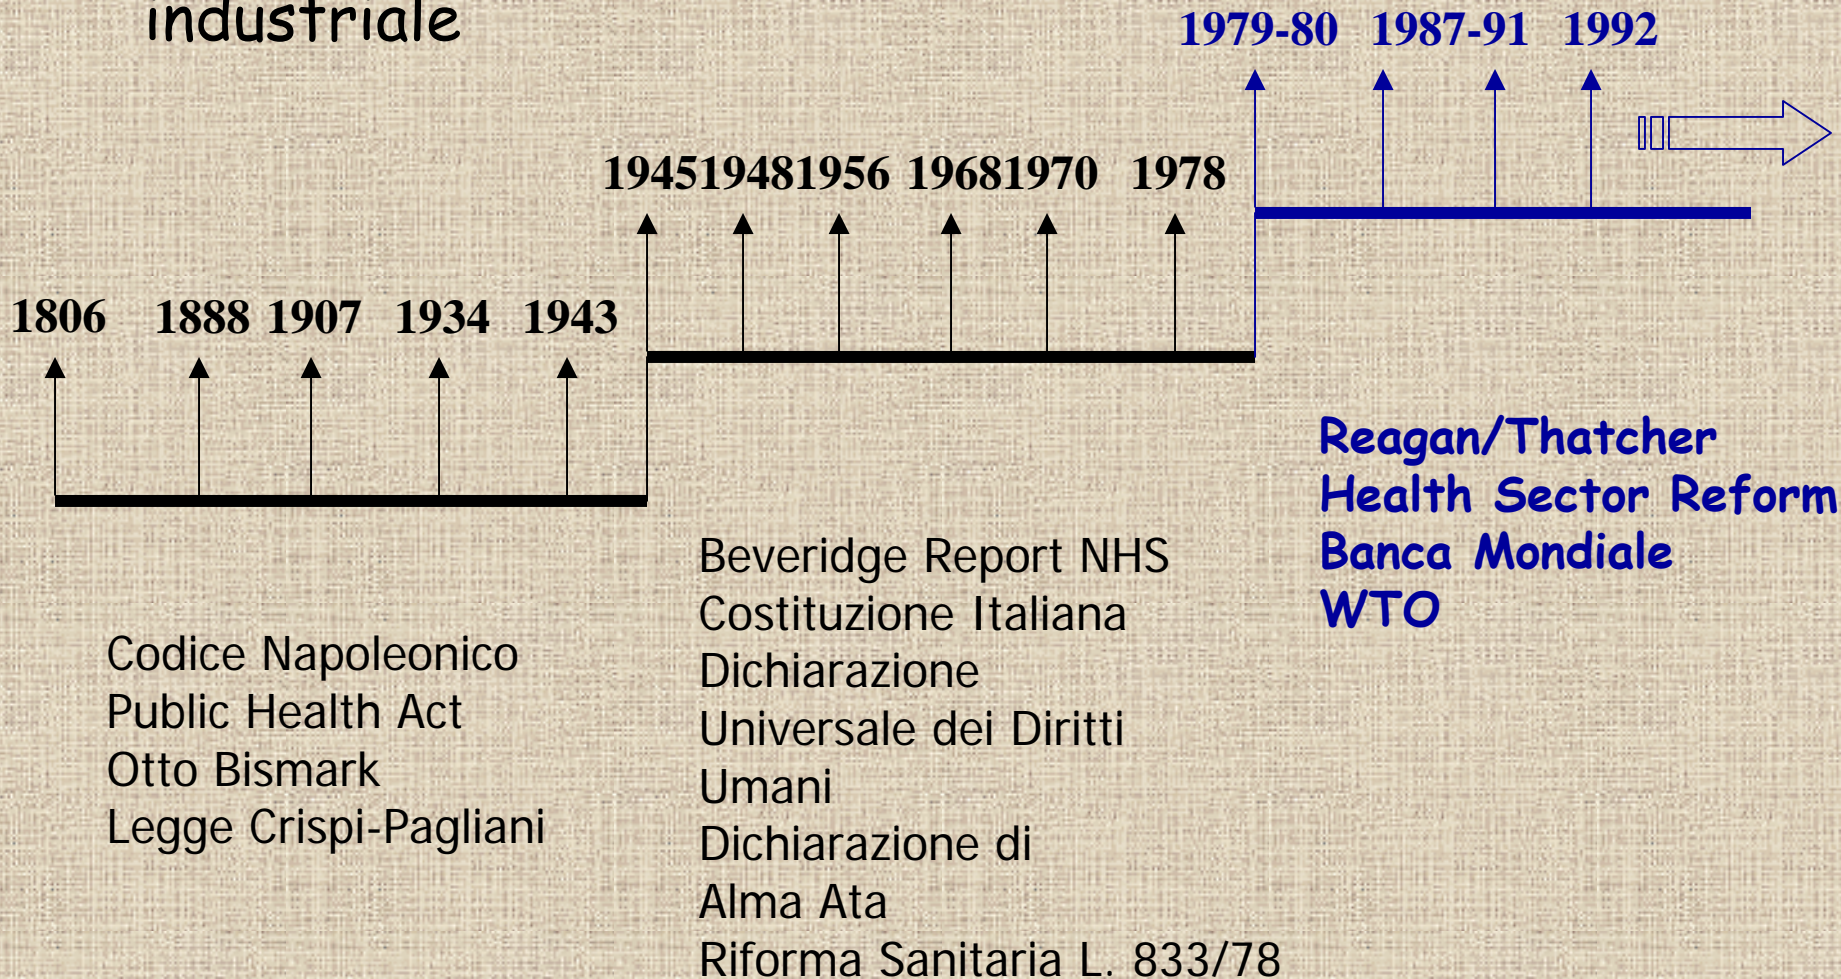 industriale
1979-80 1987-91 1992
1945 1948 1956 1968 1970 1978
1806 1888 1907 1934 1943
Codice Napoleonico
Public Health Act
Otto Bismark
Legge Crispi-Pagliani
Beveridge Report NHS
Costituzione Italiana
Dichiarazione
Universale dei Diritti
Umani
Dichiarazione di
Alma Ata
Riforma Sanitaria L. 833/78
Reagan/Thatcher
Health Sector Reform
Banca Mondiale
WTO